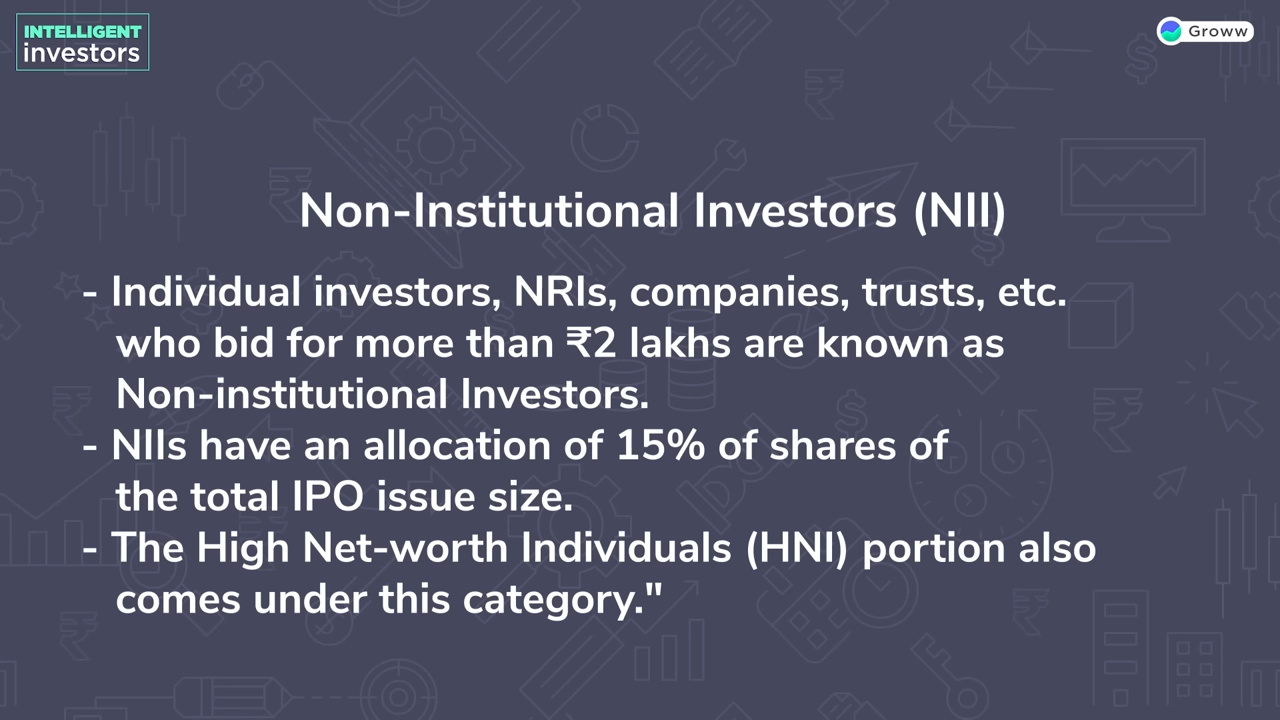 INTELLIGENT
investors
Groww
Non-Institutional Investors (NII)
- Individual investors, NRIs, companies, trusts, etc.
who bid for more than ₹2 lakhs are known as
Non-institutional Investors.
- NIIs have an allocation of 15% of shares of
the total IPO issue size.
- The High Net-worth Individuals (HNI) portion also
comes under this category."